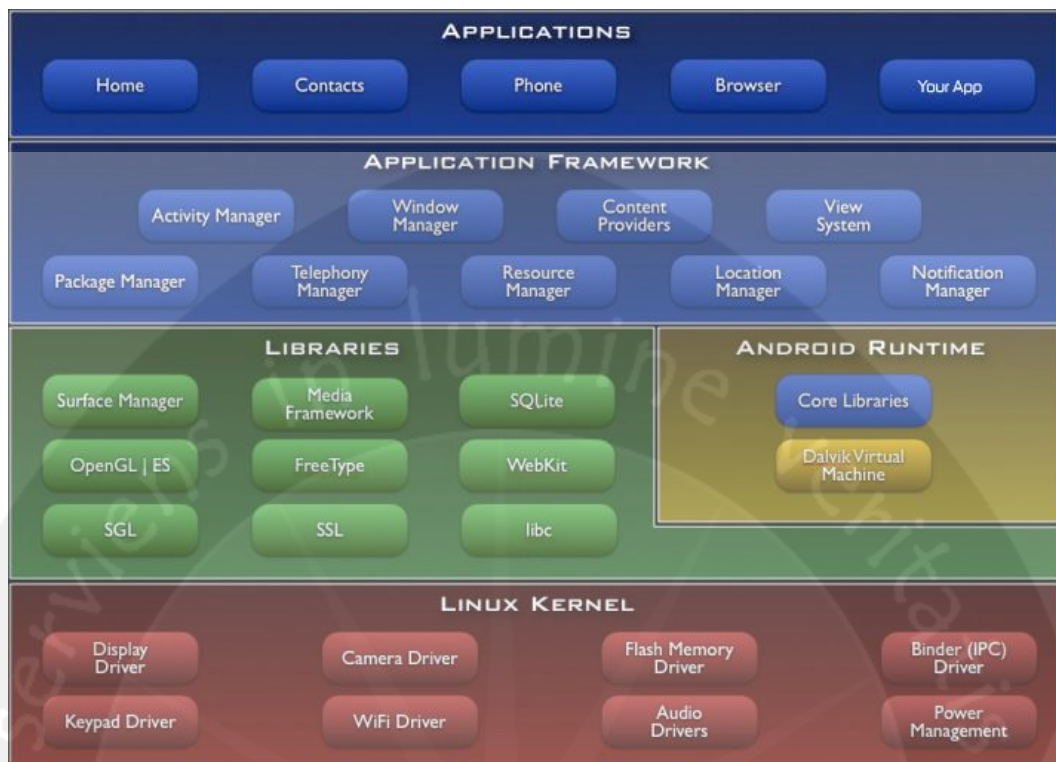 APPLICATIONS
Home Contacts Phone Browser Your App
APPLICATION FRAMEWORK
Activity Manager Window Manager Content Providers View System
Package Manager Telephony Manager Resource Manager Location Manager Notification Manager
LIBRARIES
Surface Manager Media Framework SQLite
OpenGL | ES FreeType WebKit
SGL SSL libc
ANDROID RUNTIME
Core Libraries
Dalvik Virtual Machine
LINUX KERNEL
Display Driver Camera Driver Flash Memory Driver Binder (IPC) Driver
Keypad Driver WiFi Driver Audio Drivers Power Management
serviens in lumine